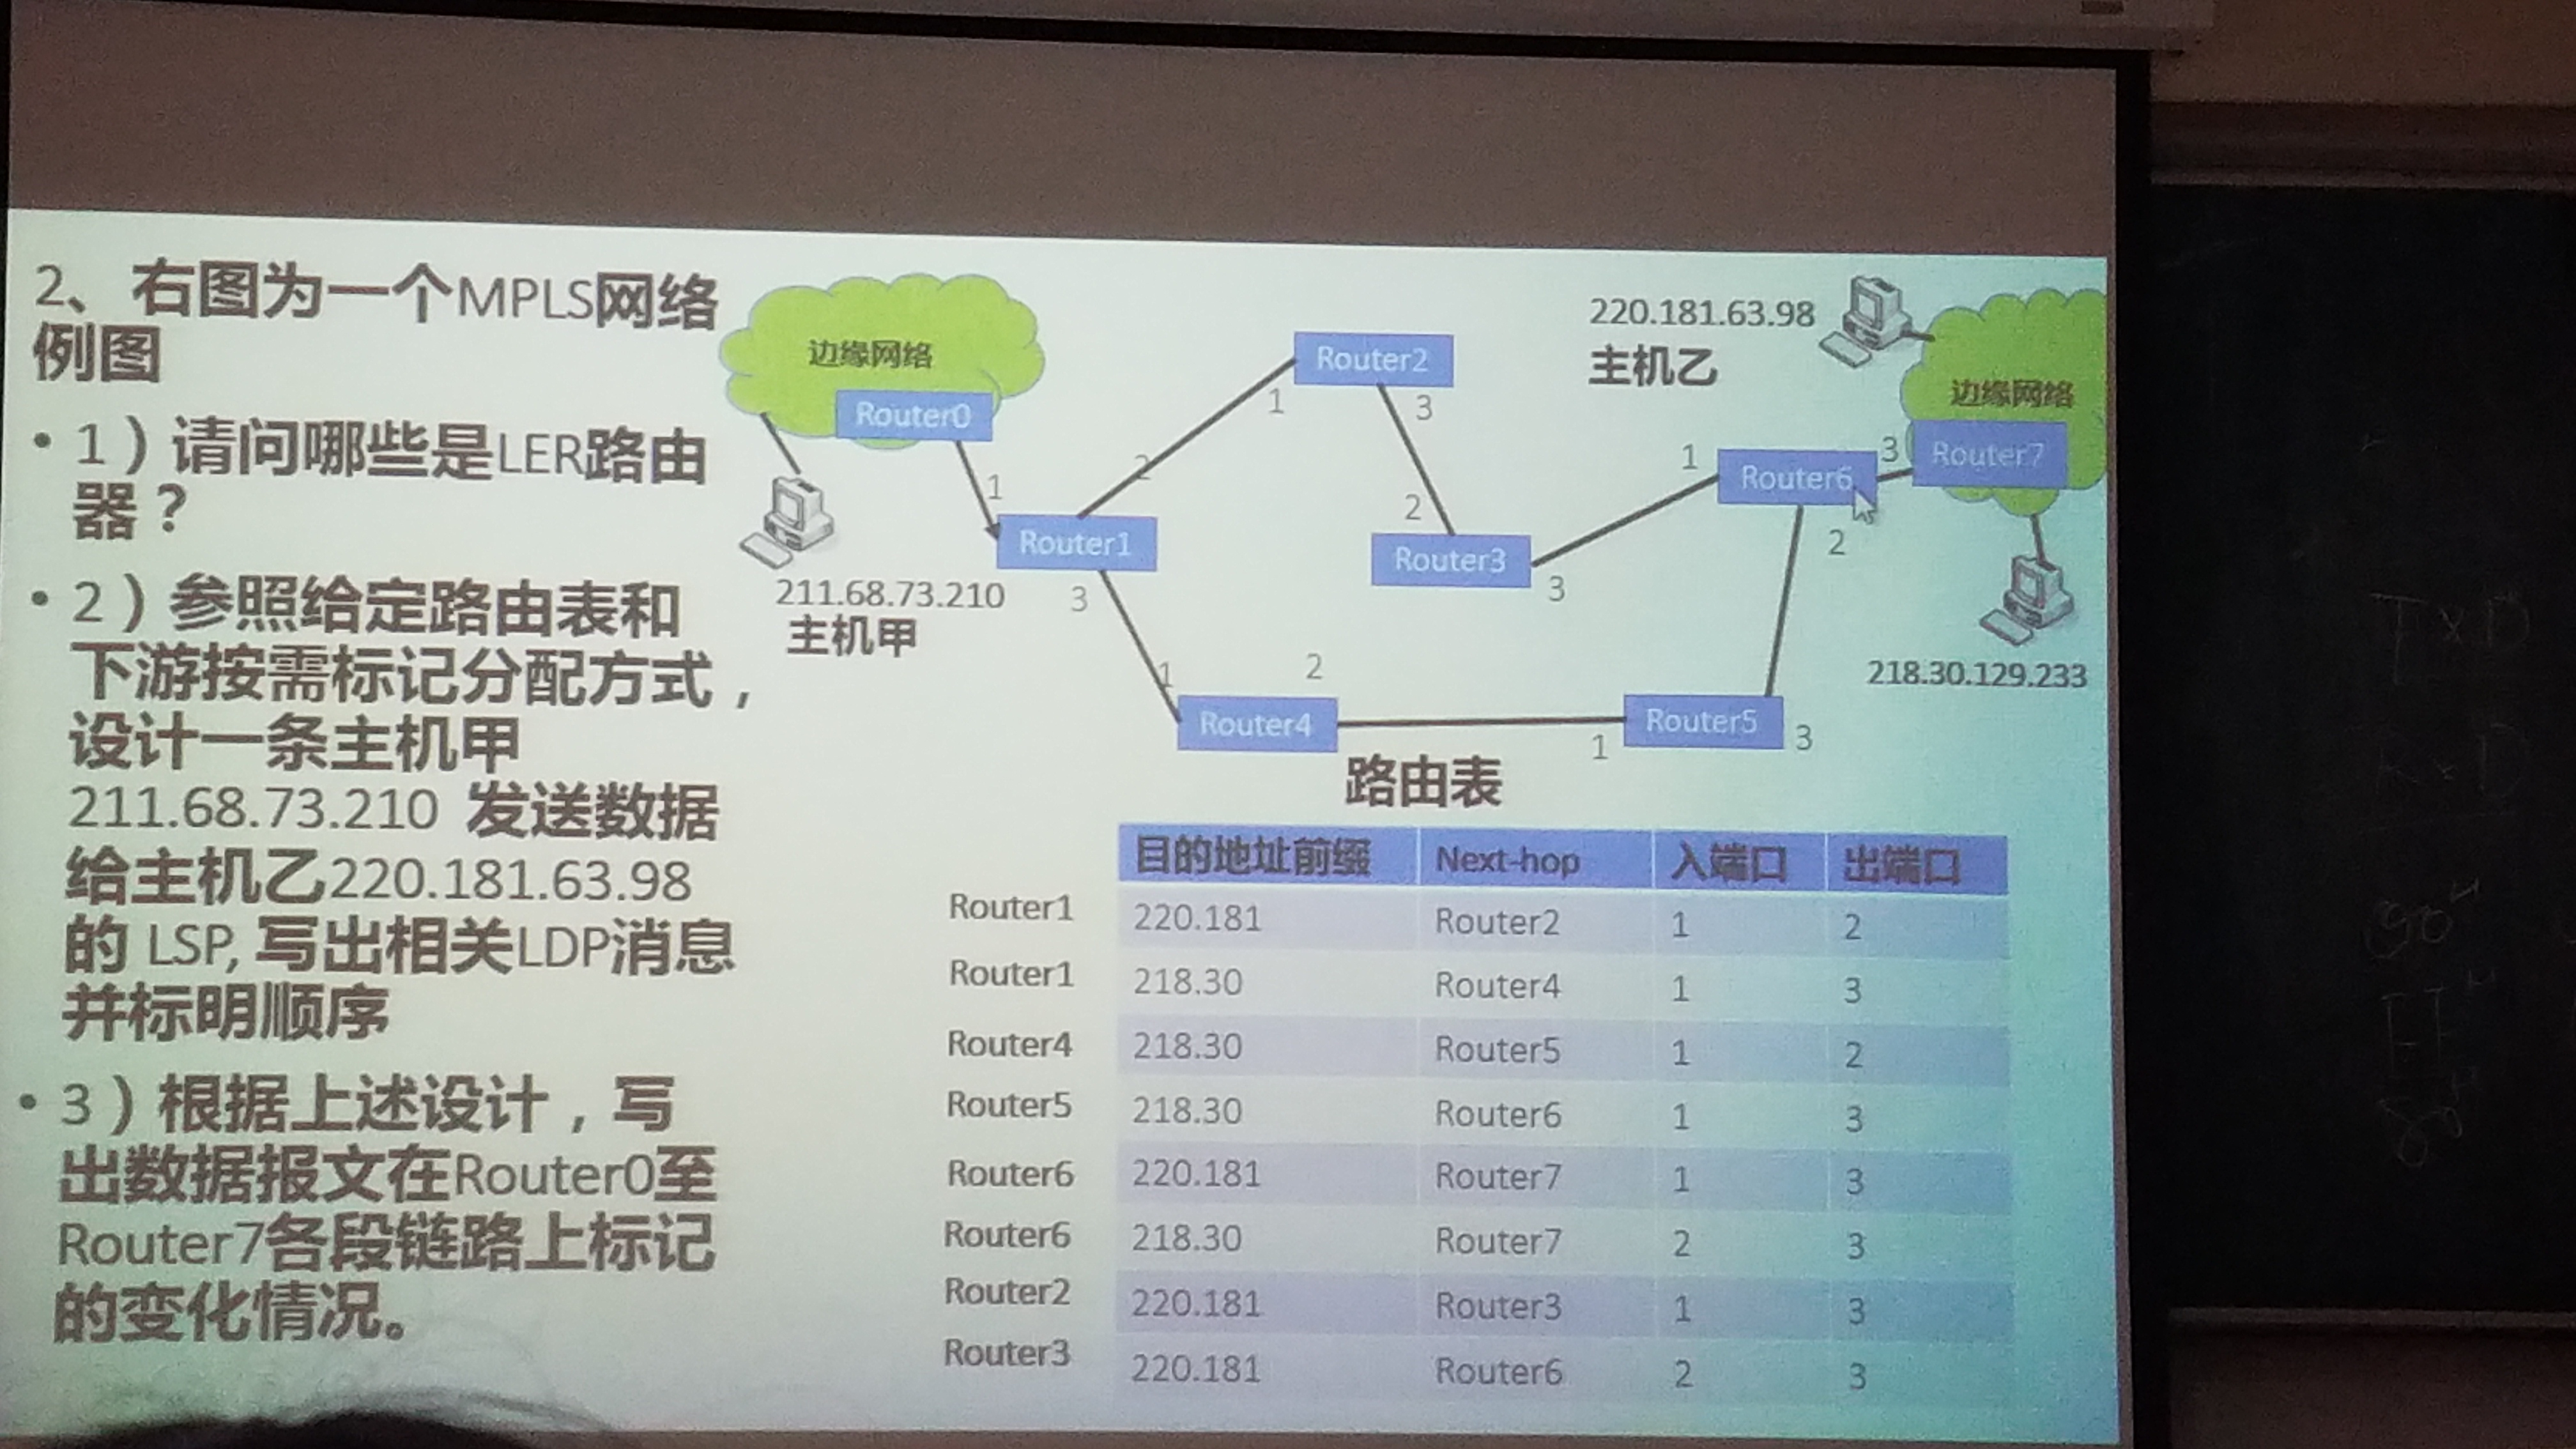 2、右图为一个MPLS网络
例图
• 1）请问哪些是LER路由
器？
• 2）参照给定路由表和
下游按需标记分配方式，
设计一条主机甲
211.68.73.210 发送数据
给主机乙220.181.63.98
的 LSP, 写出相关LDP消息
并标明顺序
• 3）根据上述设计，写
出数据报文在Router0至
Router7各段链路上标记
的变化情况。
边缘网络
Router0
1
211.68.73.210
主机甲
Router1
2
3
Router2
1
3
2
Router3
3
220.181.63.98
主机乙
边缘网络
1
Router6
3
Router7
2
218.30.129.233
1
2
Router4
1
Router5
3
路由表
目的地址前缀 Next-hop 入端口 出端口
Router1 220.181 Router2 1 2
Router1 218.30 Router4 1 3
Router4 218.30 Router5 1 2
Router5 218.30 Router6 1 3
Router6 220.181 Router7 1 3
Router6 218.30 Router7 2 3
Router2 220.181 Router3 1 3
Router3 220.181 Router6 2 3